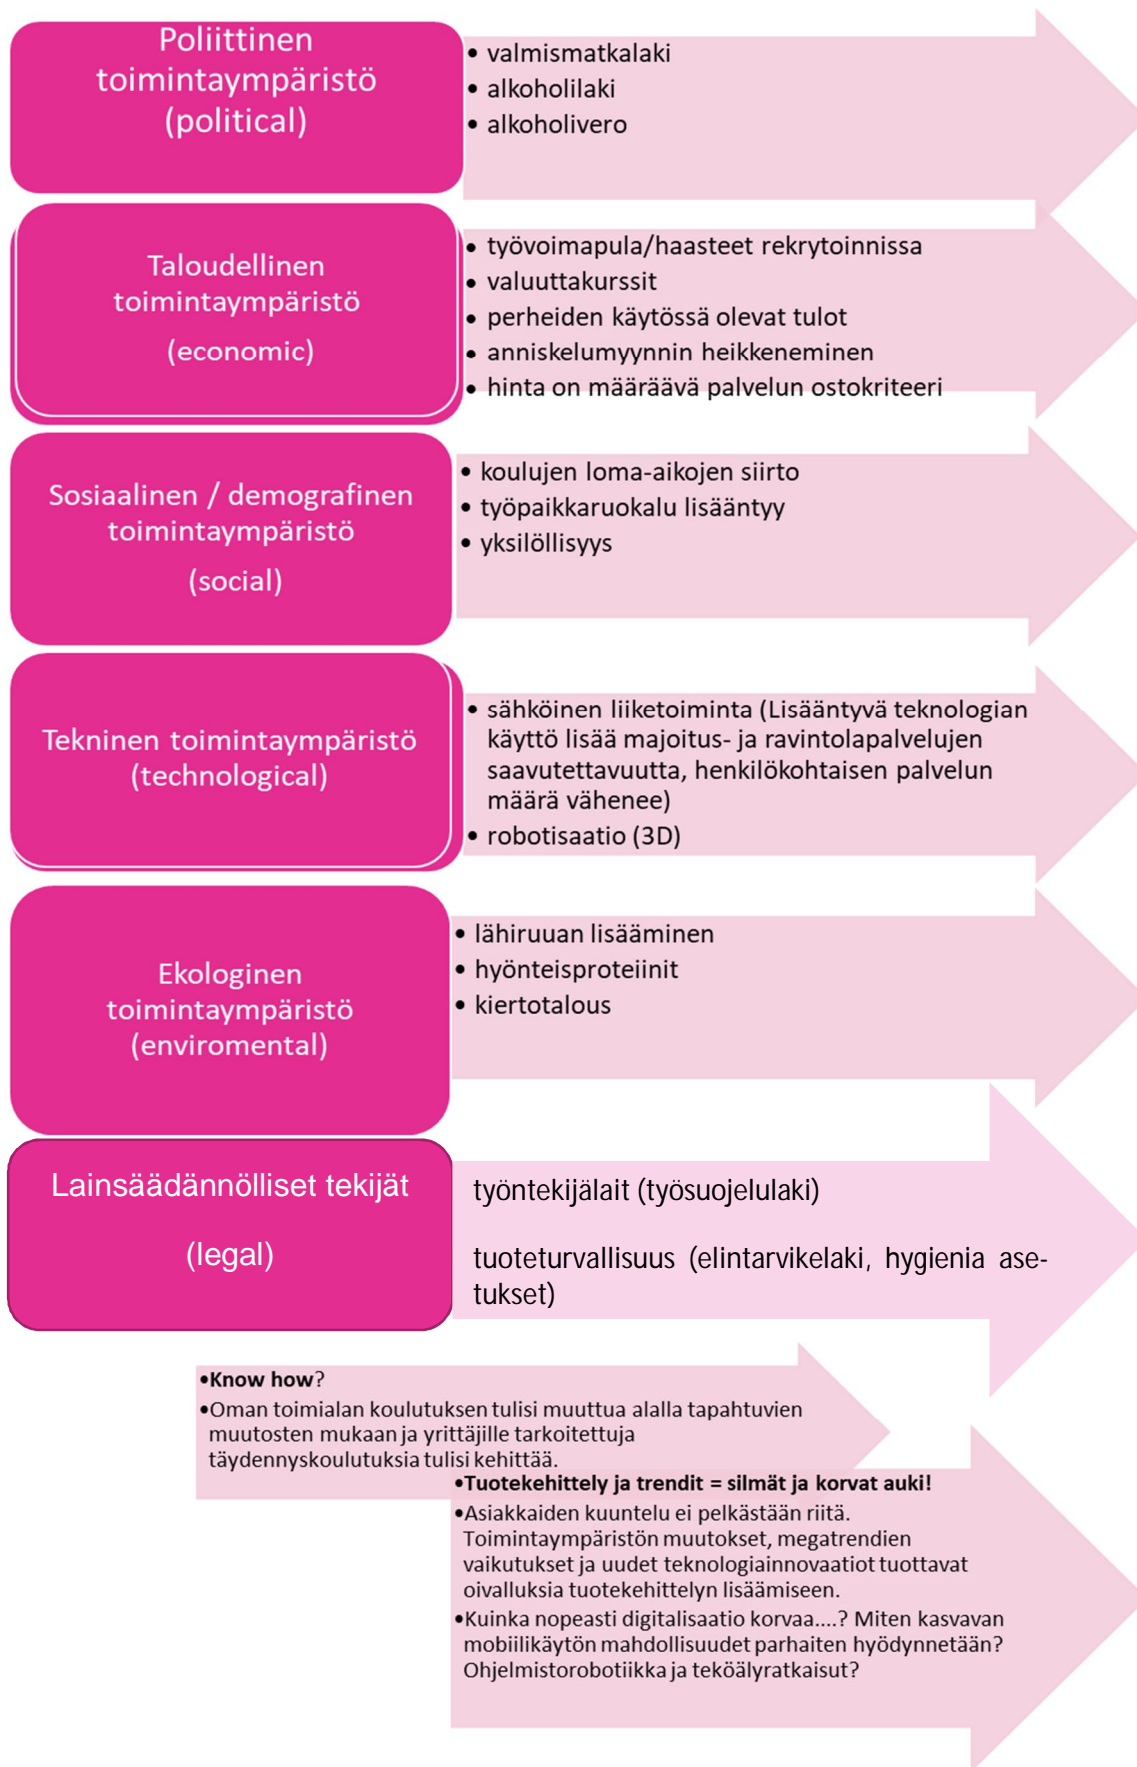 Poliittinen
toimintaympäristö
(political)
• valmismatkalaki
• alkoholilaki
• alkoholivero
Taloudellinen
toimintaympäristö
(economic)
• työvoimapula/haasteet rekrytoinnissa
• valuuttakurssit
• perheiden käytössä olevat tulot
• anniskelumyynnin heikkeneminen
• hinta on määräävä palvelun ostokriteeri
Sosiaalinen / demografinen
toimintaympäristö
(social)
• koulujen loma-aikojen siirto
• työpaikkaruokalu lisääntyy
• yksilöllisyys
Tekninen toimintaympäristö
(technological)
• sähköinen liiketoiminta (Lisääntyvä teknologian
käyttö lisää majoitus- ja ravintolapalvelujen
saavutettavuutta, henkilökohtaisen palvelun
määrä vähenee)
• robotisaatio (3D)
Ekologinen
toimintaympäristö
(enviromental)
• lähiruuan lisääminen
• hyönteisproteiinit
• kiertotalous
Lainsäädännölliset tekijät
(legal)
työntekijälait (työsuojelulaki)
tuoteturvallisuus (elintarvikelaki, hygienia ase-
tukset)
•Know how?
•Oman toimialan koulutuksen tulisi muuttua alalla tapahtuvien
muutosten mukaan ja yrittäjille tarkoitettuja
täydennyskoulutuksia tulisi kehittää.
•Tuotekehittely ja trendit = silmät ja korvat auki!
•Asiakkaiden kuuntelu ei pelkästään riitä.
Toimintaympäristön muutokset, megatrendien
vaikutukset ja uudet teknologiainnovaatiot tuottavat
oivalluksia tuotekehittelyn lisäämiseen.
•Kuinka nopeasti digitalisaatio korvaa....? Miten kasvavan
mobiilikäytön mahdollisuudet parhaiten hyödynnetään?
Ohjelmistorobotiikka ja teköälyratkaisut?